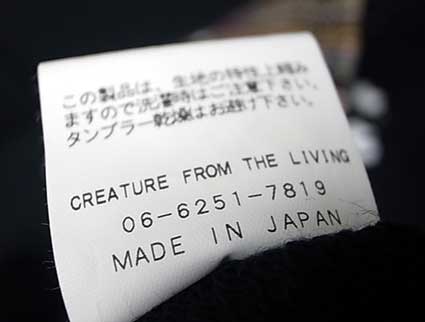 この製品は、生地の特性上縮み
ますので洗濯時はご注意下さい。
タンブラー乾燥はお避け下さい。
CREATURE FROM THE LIVING
06-6251-7819
MADE IN JAPAN